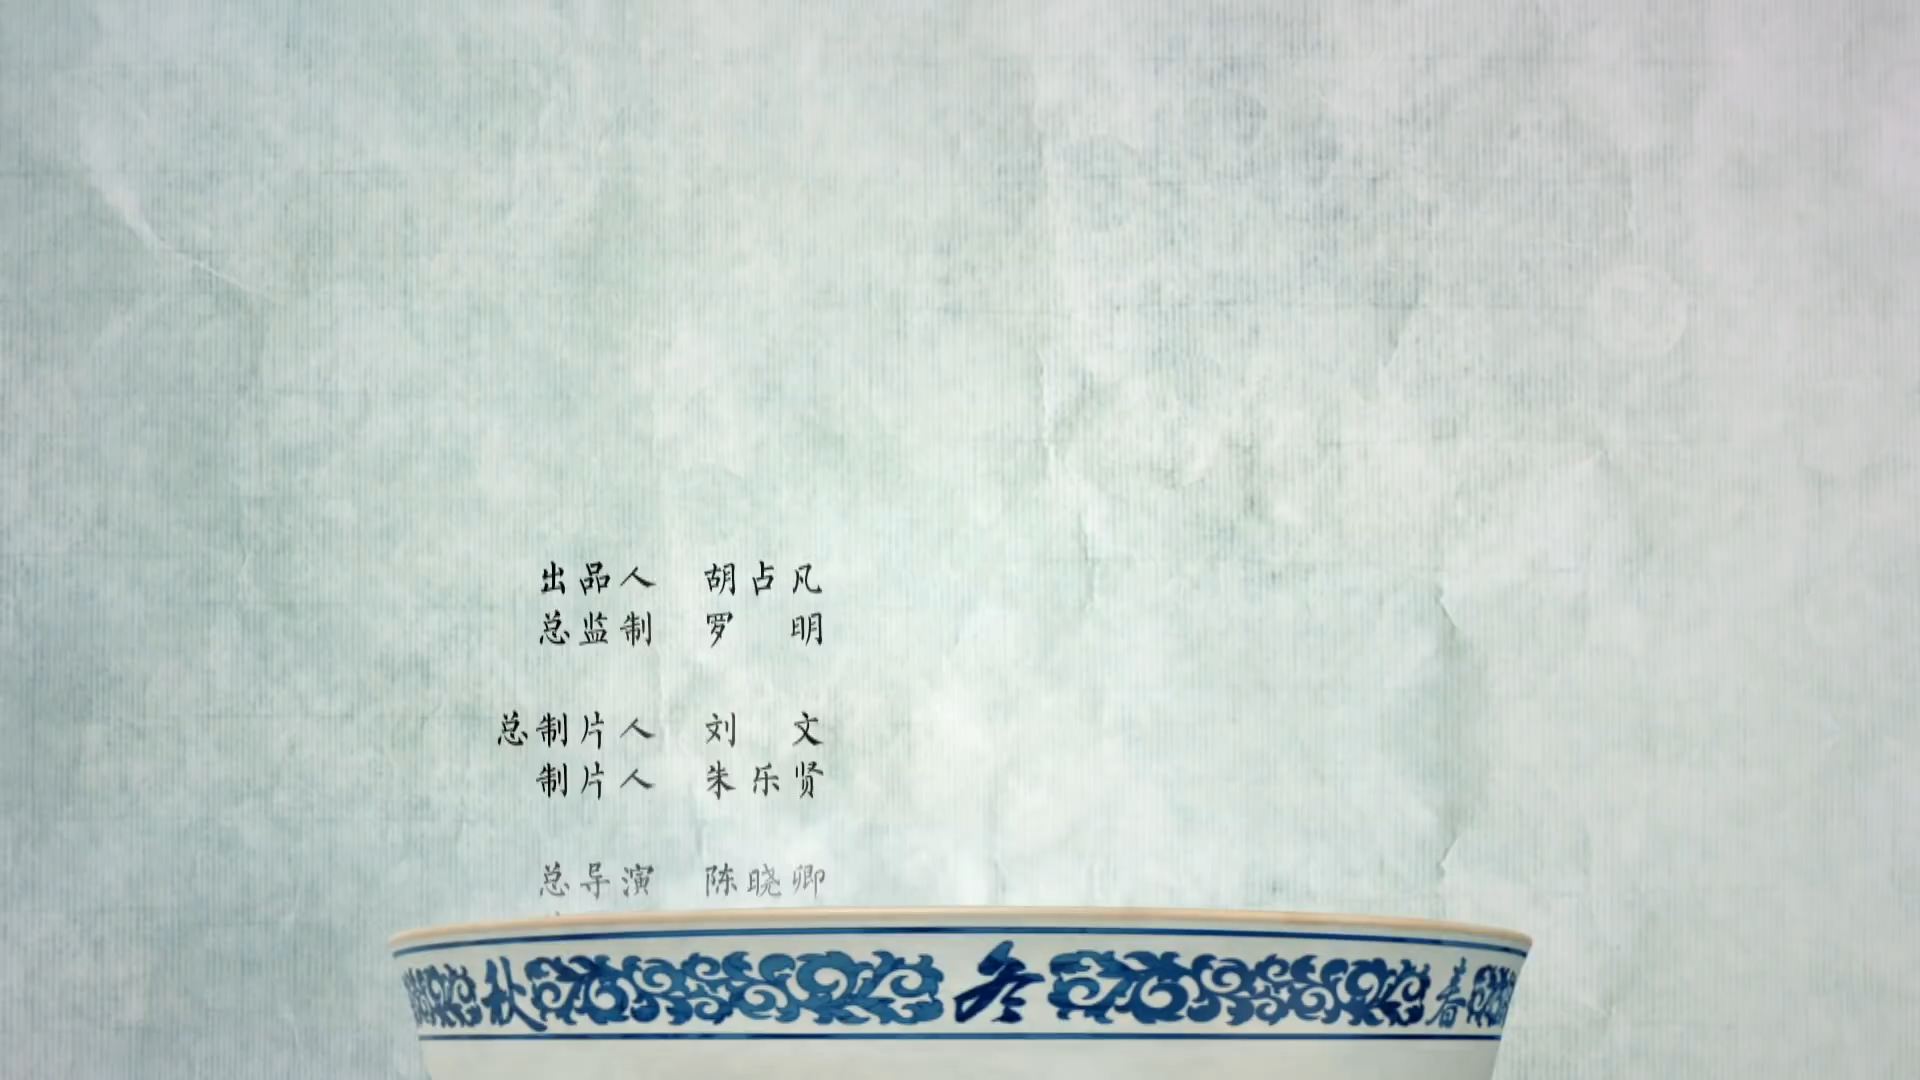 出品人 胡占凡
总监制 罗 明
总制片人 刘 文
制片人 朱乐贤
总导演 陈晓卿
秋 冬 春